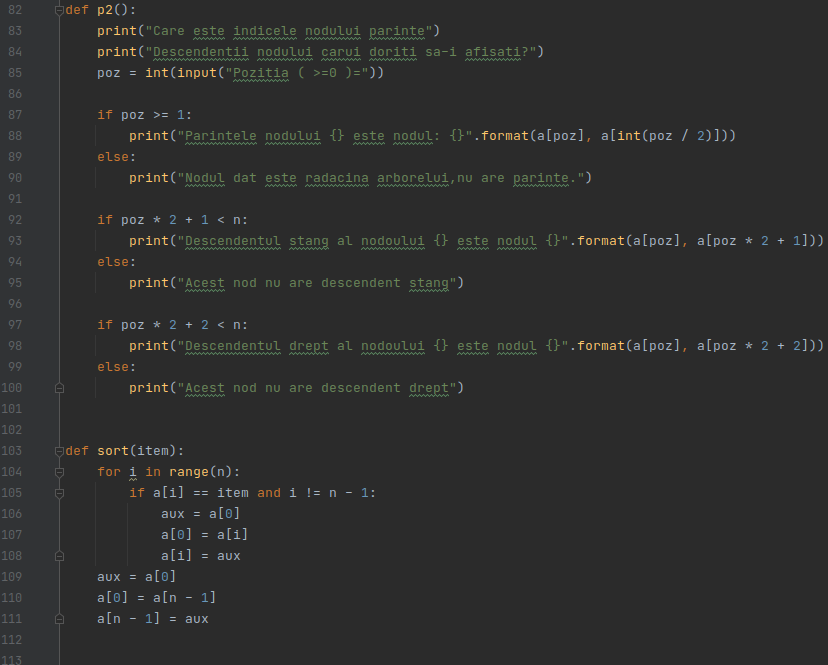 82 def p2():
83     print("Care este indicele nodului parinte")
84     print("Descendentii nodului carui doriti sa-i afisati?")
85     poz = int(input("Pozitia ( >=0 )="))
86
87     if poz >= 1:
88         print("Parintele nodului {} este nodul: {}".format(a[poz], a[int(poz / 2)]))
89     else:
90         print("Nodul dat este radacina arborelui,nu are parinte.")
91
92     if poz * 2 + 1 < n:
93         print("Descendentul stang al nodoului {} este nodul {}".format(a[poz], a[poz * 2 + 1]))
94     else:
95         print("Acest nod nu are descendent stang")
96
97     if poz * 2 + 2 < n:
98         print("Descendentul drept al nodoului {} este nodul {}".format(a[poz], a[poz * 2 + 2]))
99     else:
100         print("Acest nod nu are descendent drept")
101
102
103 def sort(item):
104     for i in range(n):
105         if a[i] == item and i != n - 1:
106             aux = a[0]
107             a[0] = a[i]
108             a[i] = aux
109     aux = a[0]
110     a[0] = a[n - 1]
111     a[n - 1] = aux
112
113